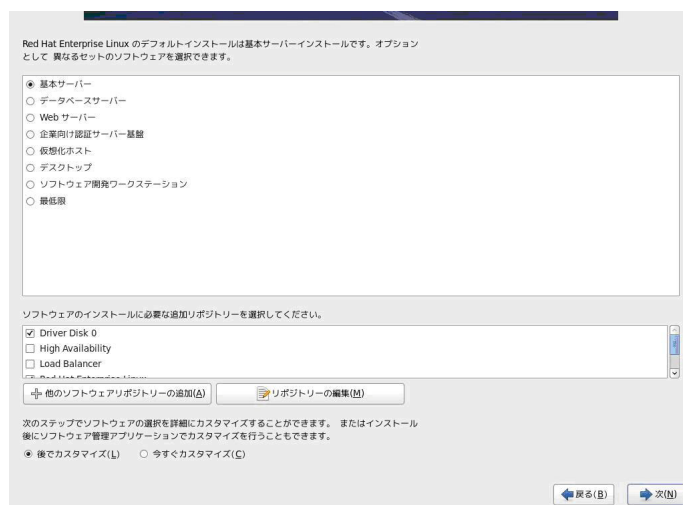 Red Hat Enterprise Linux のデフォルトインストールは基本サーバーインストールです。オプション
として 異なるセットのソフトウェアを選択できます。
基本サーバー
データベースサーバー
Web サーバー
企業向け認証サーバー基盤
仮想化ホスト
デスクトップ
ソフトウェア開発ワークステーション
最低限
ソフトウェアのインストールに必要な追加リポジトリーを選択してください。
Driver Disk 0
High Availability
Load Balancer
Red Hat Enterprise Linux
他のソフトウェアリポジトリーの追加(A) リポジトリーの編集(M)
次のステップでソフトウェアの選択を詳細にカスタマイズすることができます。 またはインストール
後にソフトウェア管理アプリケーションでカスタマイズを行うこともできます。
後でカスタマイズ(L) 今すぐカスタマイズ(C)
戻る(B) 次(N)